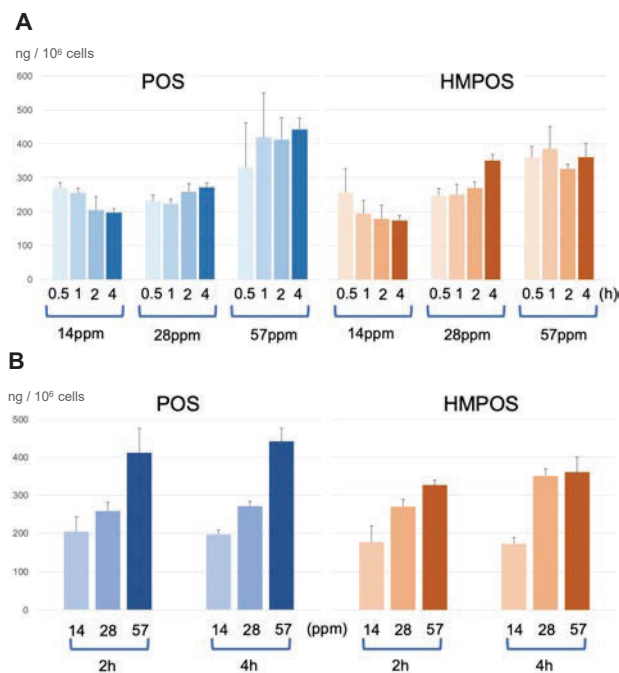 A
ng / 10⁶ cells
POS HMPOS
600
500
400
300
200
100
0
0.5 1 2 4 0.5 1 2 4 0.5 1 2 4 0.5 1 2 4 0.5 1 2 4 0.5 1 2 4 (h)
14ppm 28ppm 57ppm 14ppm 28ppm 57ppm
B
ng / 10⁶ cells
POS HMPOS
500
400
300
200
100
0
14 28 57 14 28 57 (ppm) 14 28 57 14 28 57
2h 4h 2h 4h